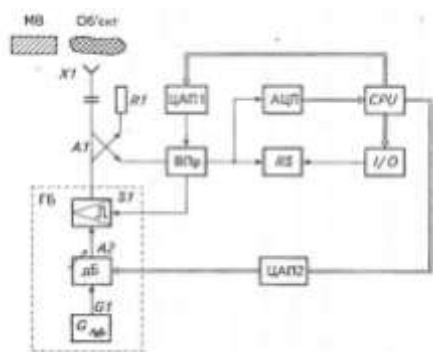 МВ Об'єкт
X1
R1
ЦАП1 АЦП CPU
A1
ВПр RS I/O
ГБ S1
A2
дБ ЦАП2
G1
G